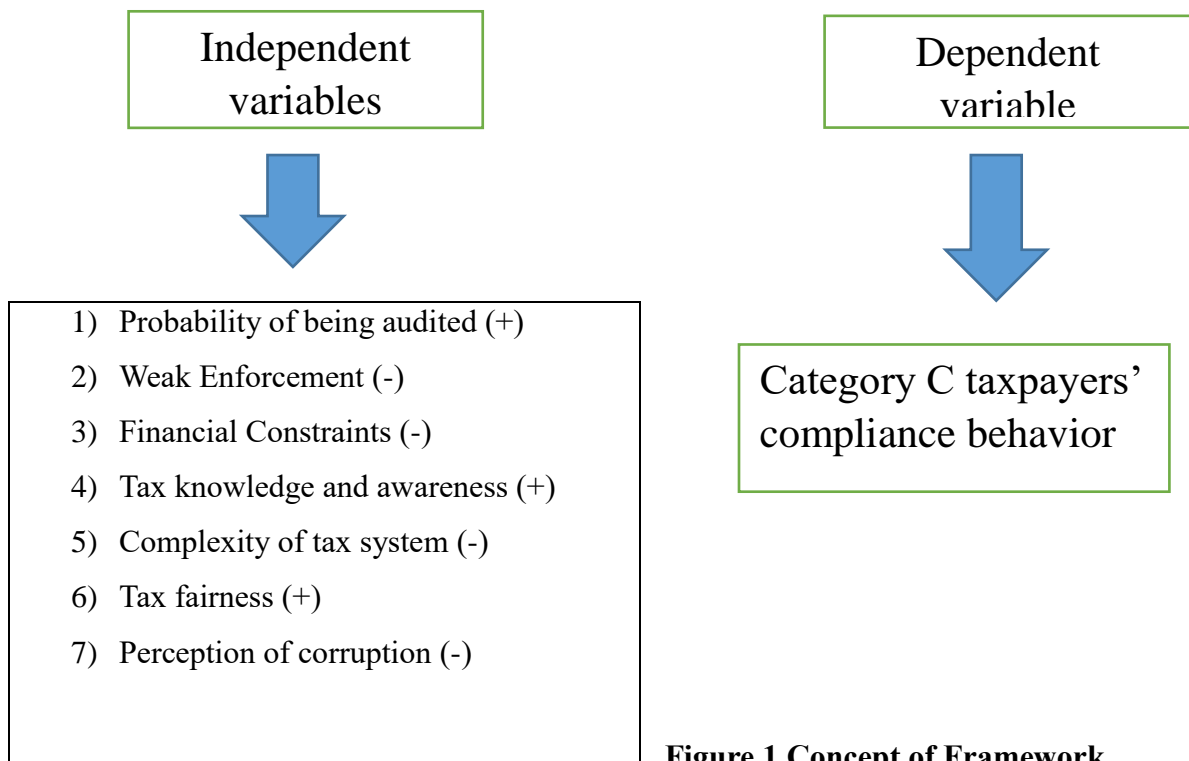 Independent
variables
Dependent
variable
1) Probability of being audited (+)
2) Weak Enforcement (-)
3) Financial Constraints (-)
4) Tax knowledge and awareness (+)
5) Complexity of tax system (-)
6) Tax fairness (+)
7) Perception of corruption (-)
Category C taxpayers’
compliance behavior
Figure 1 Concept of Framework